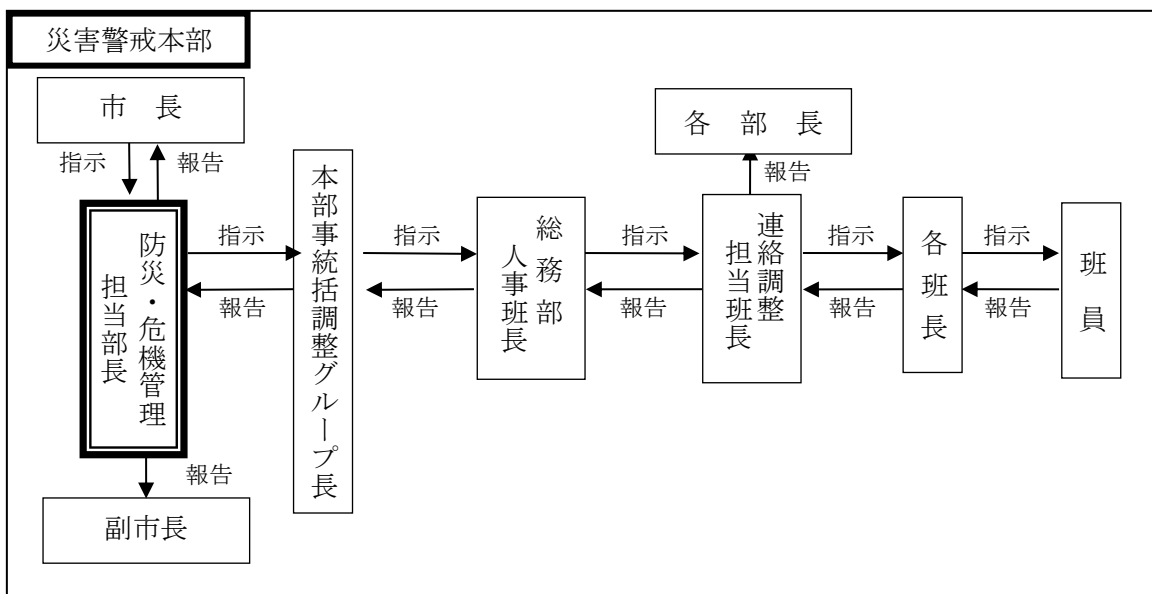 災害警戒本部
市　長
各　部　長
指示
報告
報告
防災・危機管理
担当部長
指示
報告
本部事統括調整グループ長
指示
報告
総務部
人事班長
指示
報告
連絡調整
担当班長
指示
報告
各班長
指示
報告
班員
報告
副市長